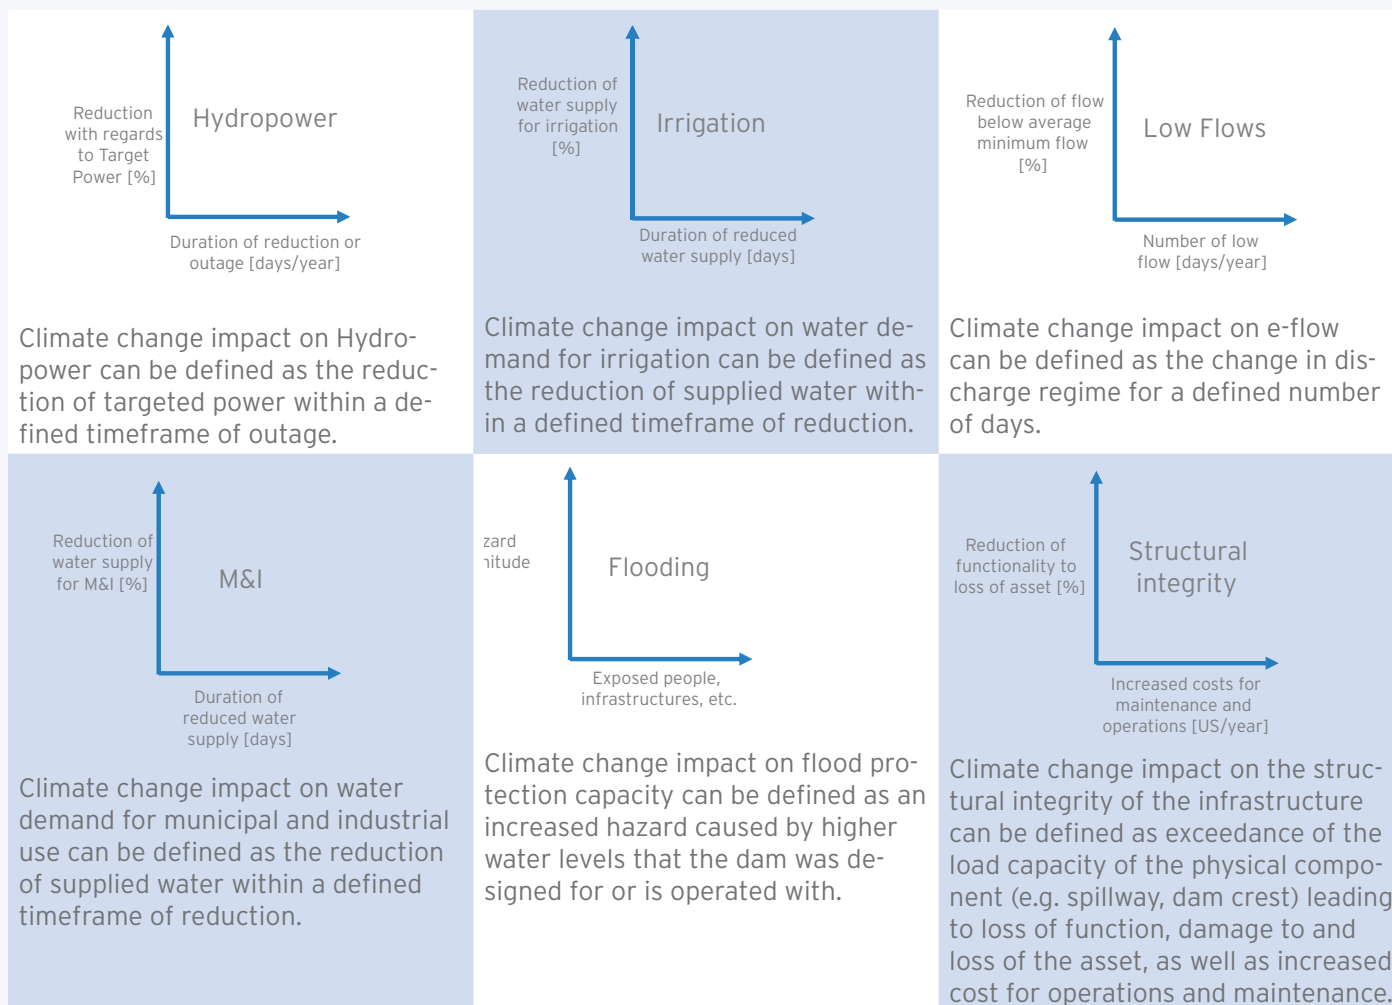 Reduction
with regards
to Target
Power [%]
Hydropower
Duration of reduction or
outage [days/year]
Climate change impact on Hydro-
power can be defined as the reduc-
tion of targeted power within a de-
fined timeframe of outage.
Reduction of
water supply
for irrigation
[%]
Irrigation
Duration of reduced
water supply [days]
Climate change impact on water de-
mand for irrigation can be defined as
the reduction of supplied water with-
in a defined timeframe of reduction.
Reduction of flow
below average
minimum flow
[%]
Low Flows
Number of low
flow [days/year]
Climate change impact on e-flow
can be defined as the change in dis-
charge regime for a defined number
of days.
Reduction of
water supply
for M&I [%]
M&I
Duration of
reduced water
supply [days]
Climate change impact on water
demand for municipal and industrial
use can be defined as the reduction
of supplied water within a defined
timeframe of reduction.
zard
nitude
Flooding
Exposed people,
infrastructures, etc.
Climate change impact on flood pro-
tection capacity can be defined as an
increased hazard caused by higher
water levels that the dam was de-
signed for or is operated with.
Reduction of
functionality to
loss of asset [%]
Structural
integrity
Increased costs for
maintenance and
operations [US/year]
Climate change impact on the struc-
tural integrity of the infrastructure
can be defined as exceedance of the
load capacity of the physical compo-
nent (e.g. spillway, dam crest) leading
to loss of function, damage to and
loss of the asset, as well as increased
cost for operations and maintenance.